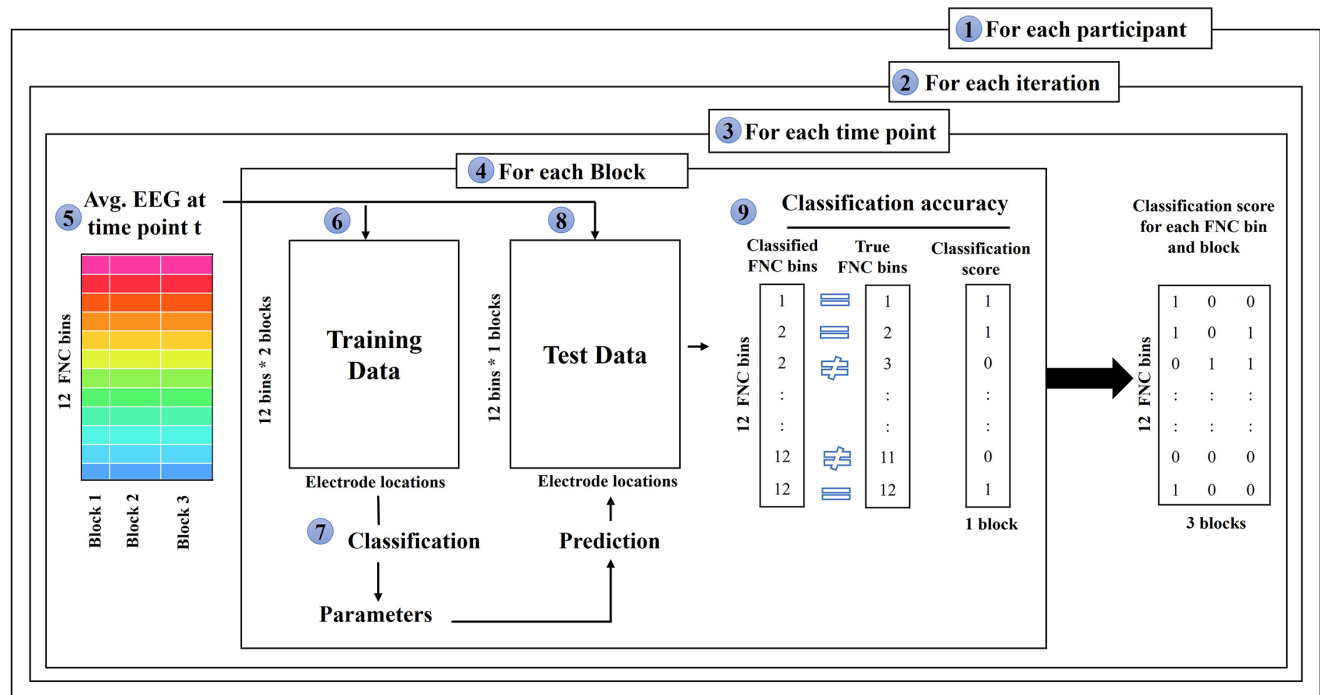 1 For each participant
2 For each iteration
3 For each time point
4 For each Block
5 Avg. EEG at
time point t
12 FNC bins
Block 1
Block 2
Block 3
6
12 bins * 2 blocks
Training
Data
Electrode locations
7 Classification
Parameters
8
12 bins * 1 blocks
Test Data
Electrode locations
Prediction
9 Classification accuracy
Classified
FNC bins
True
FNC bins
Classification
score
12 FNC bins
1 = 1 1
2 = 2 1
2 ≠ 3 0
: : :
: : :
12 ≠ 11 0
12 = 12 1
1 block
Classification score
for each FNC bin
and block
12 FNC bins
1 0 0
1 0 1
0 1 1
: : :
: : :
0 0 0
1 0 0
3 blocks